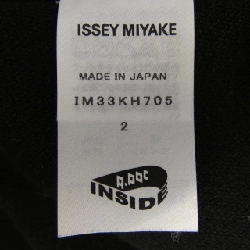 ISSEY MIYAKE
MADE IN JAPAN
IM33KH705
2
A.POC
INSIDE